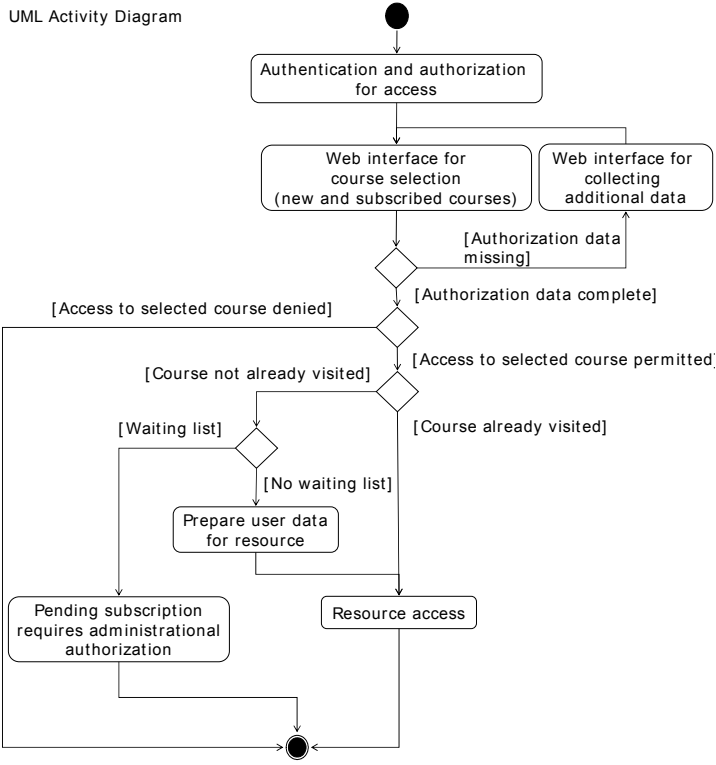 UML Activity Diagram
Authentication and authorization
for access
Web interface for
course selection
(new and subscribed courses)
Web interface for
collecting
additional data
[Authorization data
missing]
[Authorization data complete]
[Access to selected course denied]
[Access to selected course permitted]
[Course not already visited]
[Course already visited]
[Waiting list]
[No waiting list]
Prepare user data
for resource
Pending subscription
requires administrational
authorization
Resource access